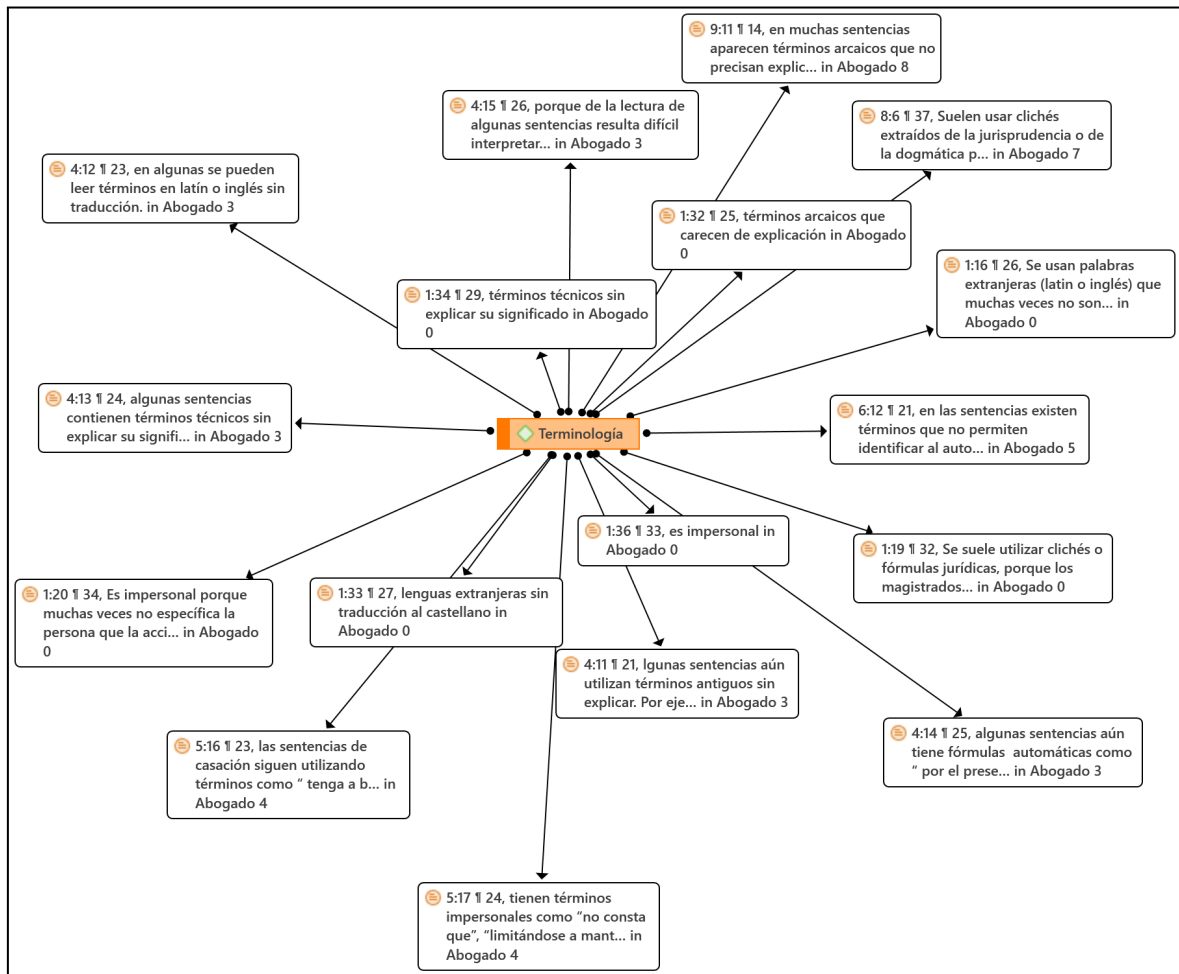 9:11 ¶ 14, en muchas sentencias
aparecen términos arcaicos que no
precisan explic... in Abogado 8
4:15 ¶ 26, porque de la lectura de
algunas sentencias resulta difícil
interpretar... in Abogado 3
8:6 ¶ 37, Suelen usar clichés
extraídos de la jurisprudencia o de
la dogmática p... in Abogado 7
4:12 ¶ 23, en algunas se pueden
leer términos en latín o inglés sin
traducción. in Abogado 3
1:32 ¶ 25, términos arcaicos que
carecen de explicación in Abogado
0
1:16 ¶ 26, Se usan palabras
extranjeras (latin o inglés) que
muchas veces no son... in
Abogado 0
1:34 ¶ 29, términos técnicos sin
explicar su significado in Abogado
0
4:13 ¶ 24, algunas sentencias
contienen términos técnicos sin
explicar su signifi... in Abogado 3
Terminología
6:12 ¶ 21, en las sentencias existen
términos que no permiten
identificar al auto... in Abogado 5
1:36 ¶ 33, es impersonal in
Abogado 0
1:19 ¶ 32, Se suele utilizar clichés o
fórmulas jurídicas, porque los
magistrados... in Abogado 0
1:20 ¶ 34, Es impersonal porque
muchas veces no específica la
persona que la acci... in Abogado
0
1:33 ¶ 27, lenguas extranjeras sin
traducción al castellano in
Abogado 0
4:11 ¶ 21, lgunas sentencias aún
utilizan términos antiguos sin
explicar. Por eje... in Abogado 3
5:16 ¶ 23, las sentencias de
casación siguen utilizando
términos como “ tenga a b... in
Abogado 4
4:14 ¶ 25, algunas sentencias aún
tiene fórmulas  automáticas como
“ por el prese... in Abogado 3
5:17 ¶ 24, tienen términos
impersonales como “no consta
que”, “limitándose a mant... in
Abogado 4